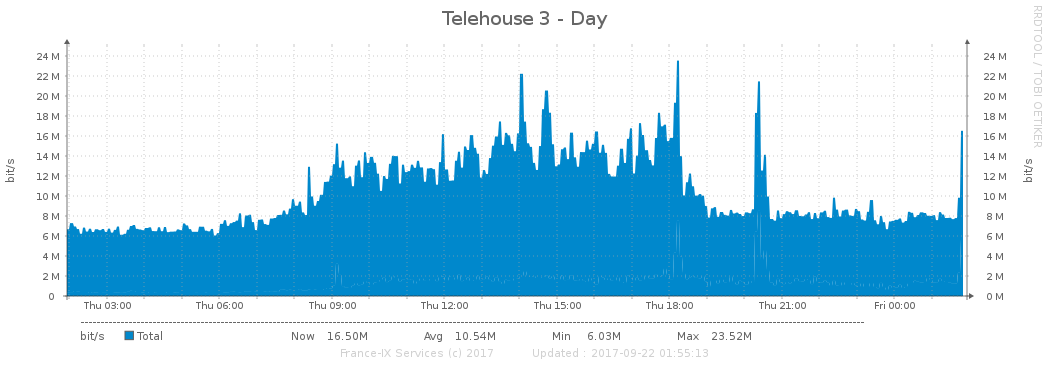 Telehouse 3 - Day
RRDTOOL / TOBI OETIKER
bit/s
24 M 24 M
22 M 22 M
20 M 20 M
18 M 18 M
16 M 16 M
14 M 14 M
12 M 12 M
10 M 10 M
8 M 8 M
6 M 6 M
4 M 4 M
2 M 2 M
0 0 M
bit/s
Thu 03:00 Thu 06:00 Thu 09:00 Thu 12:00 Thu 15:00 Thu 18:00 Thu 21:00 Fri 00:00
bit/s Total Now 16.50M Avg 10.54M Min 6.03M Max 23.52M
France-IX Services (c) 2017 Updated : 2017-09-22 01:55:13